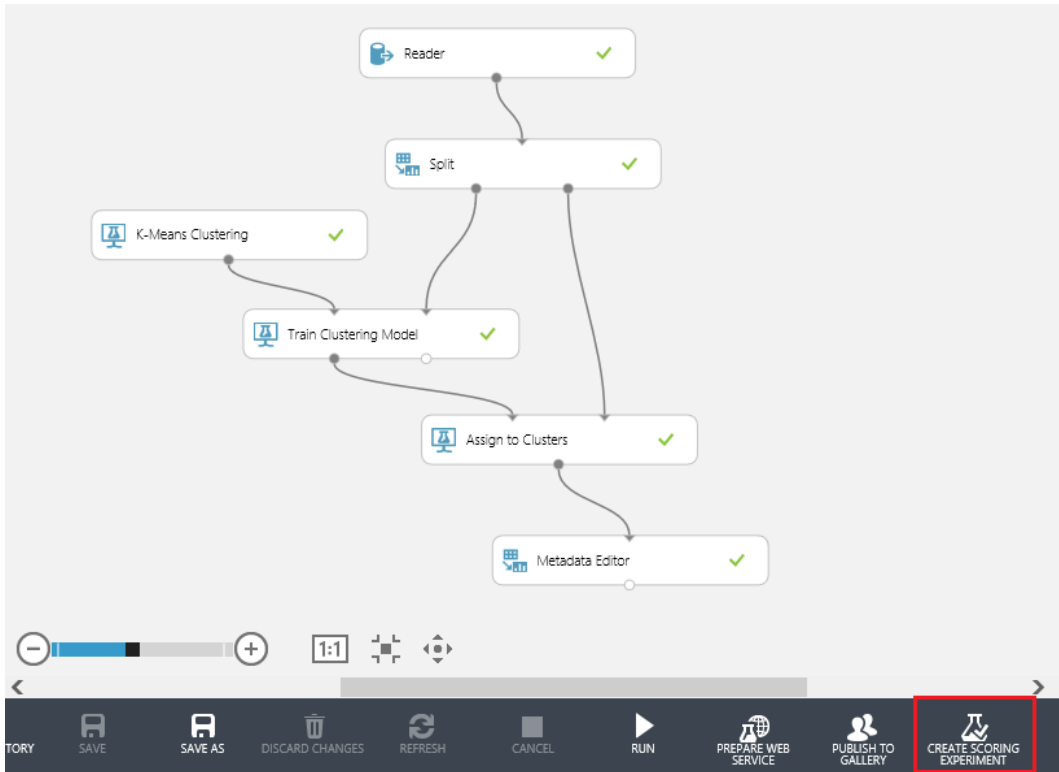 Reader
Split
K-Means Clustering
Train Clustering Model
Assign to Clusters
Metadata Editor
1:1
TORY
SAVE
SAVE AS
DISCARD CHANGES
REFRESH
CANCEL
RUN
PREPARE WEB
SERVICE
PUBLISH TO
GALLERY
CREATE SCORING
EXPERIMENT